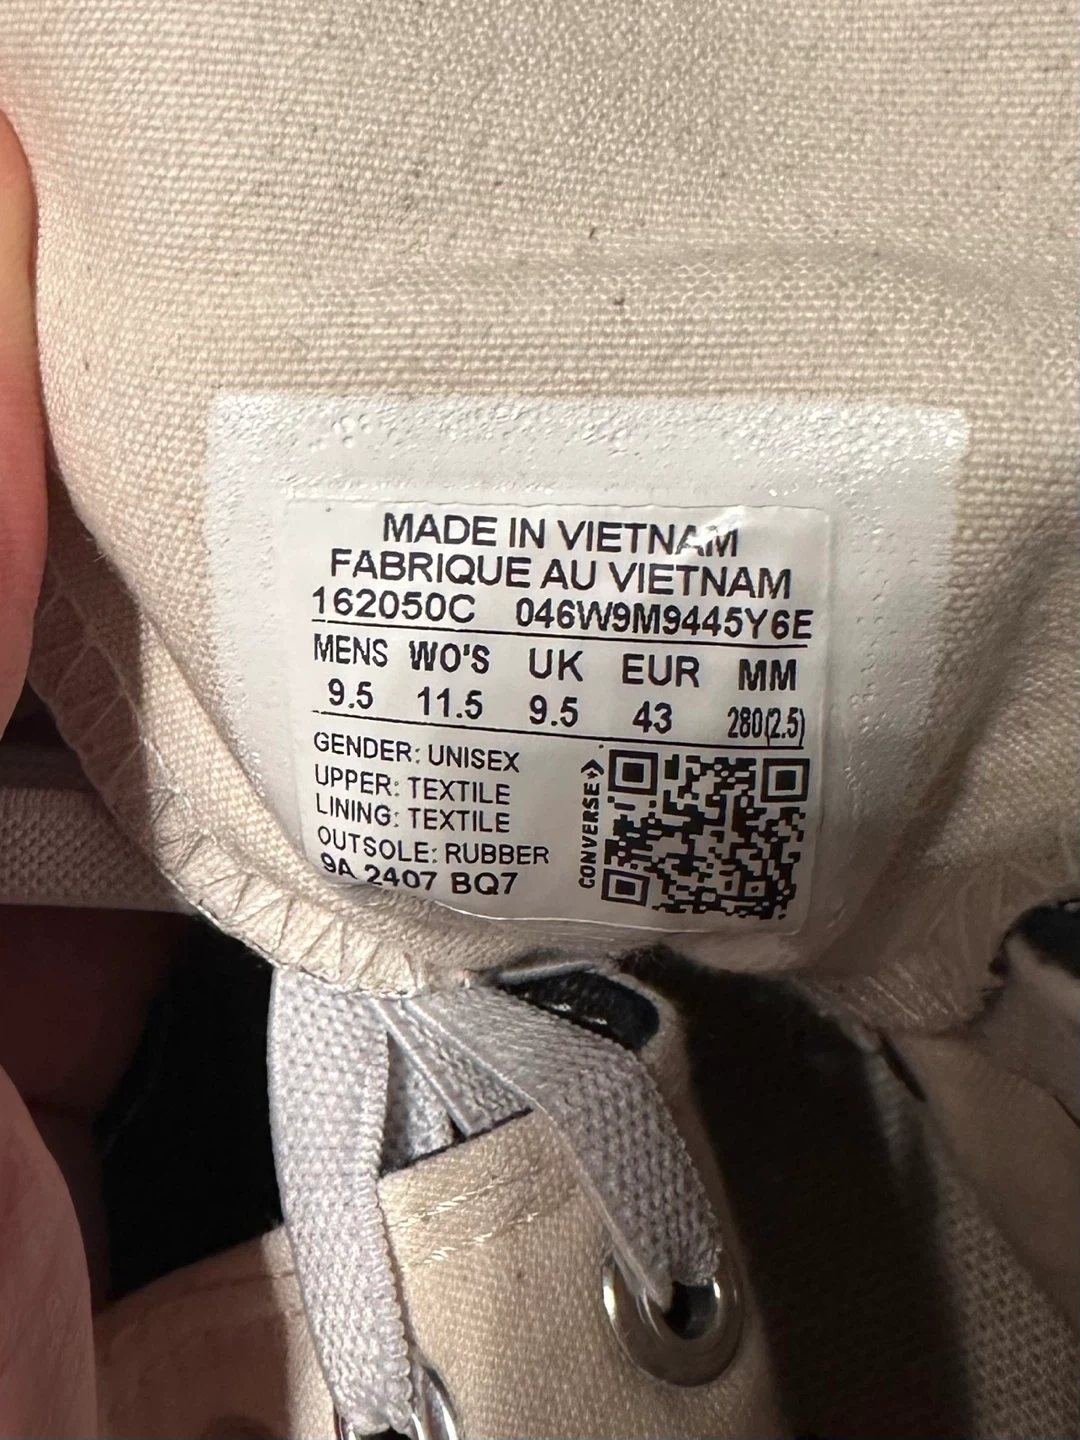 MADE IN VIETNAM
FABRIQUE AU VIETNAM
162050C 046W9M9445Y6E
MENS WO'S UK EUR MM
9.5 11.5 9.5 43 280(2.5)
GENDER: UNISEX
UPPER: TEXTILE
LINING: TEXTILE
OUTSOLE: RUBBER
9A 2407 BQ7
CONVERSE